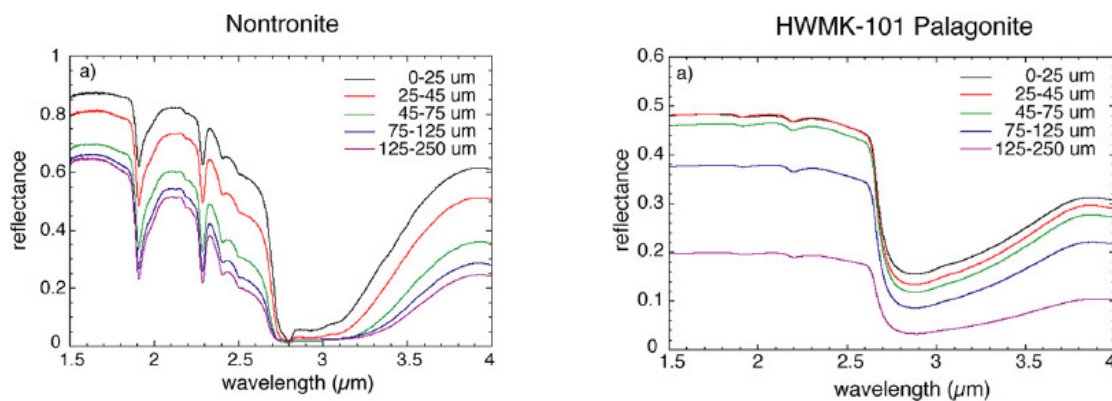 Nontronite
a)
0-25 um
25-45 um
45-75 um
75-125 um
125-250 um
1
0.8
0.6
0.4
0.2
0
reflectance
1.5 2 2.5 3 3.5 4
wavelength (µm)
HWMK-101 Palagonite
a)
0-25 um
25-45 um
45-75 um
75-125 um
125-250 um
0.6
0.5
0.4
0.3
0.2
0.1
0
reflectance
1.5 2 2.5 3 3.5 4
wavelength (µm)